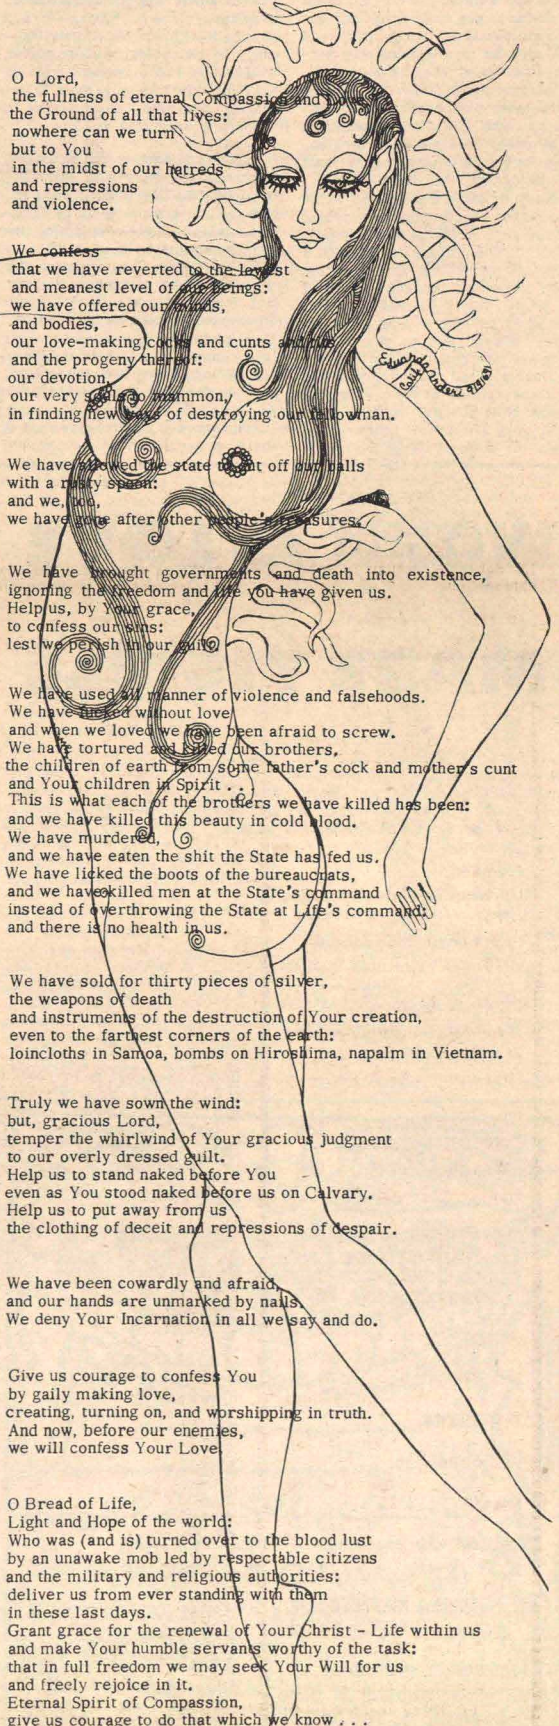 O Lord,
the fullness of eternal Compassion and Love,
the Ground of all that lives:
nowhere can we turn
but to You
in the midst of our hatreds
and repressions
and violence.
We confess
that we have reverted to the lowest
and meanest level of our beings:
we have offered our minds,
and bodies,
our love-making cocks and cunts and tits
and the progeny thereof:
our devotion,
our very souls to mammon,
in finding new ways of destroying our fellowman.
Eduarda
Calif
We have allowed the state to cut off our balls
with a rusty spoon:
and we, too,
we have gone after other people's treasures.
We have brought governments and death into existence,
ignoring the freedom and life you have given us.
Help us, by Your grace,
to confess our sins:
lest we perish in our guilt.
We have used all manner of violence and falsehoods.
We have fucked without love
and when we loved we have been afraid to screw.
We have tortured and killed our brothers,
the children of earth from some father's cock and mother's cunt
and Your children in Spirit . .
This is what each of the brothers we have killed has been:
and we have killed this beauty in cold blood.
We have murdered,
and we have eaten the shit the State has fed us.
We have licked the boots of the bureaucrats,
and we have killed men at the State's command
instead of overthrowing the State at Life's command:
and there is no health in us.
We have sold for thirty pieces of silver,
the weapons of death
and instruments of the destruction of Your creation,
even to the farthest corners of the earth:
loincloths in Samoa, bombs on Hiroshima, napalm in Vietnam.
Truly we have sown the wind:
but, gracious Lord,
temper the whirlwind of Your gracious judgment
to our overly dressed guilt.
Help us to stand naked before You
even as You stood naked before us on Calvary.
Help us to put away from us
the clothing of deceit and repressions of despair.
We have been cowardly and afraid,
and our hands are unmarked by nails.
We deny Your Incarnation in all we say and do.
Give us courage to confess You
by gaily making love,
creating, turning on, and worshipping in truth.
And now, before our enemies,
we will confess Your Love.
O Bread of Life,
Light and Hope of the world:
Who was (and is) turned over to the blood lust
by an unawake mob led by respectable citizens
and the military and religious authorities:
deliver us from ever standing with them
in these last days.
Grant grace for the renewal of Your Christ - Life within us
and make Your humble servants worthy of the task:
that in full freedom we may seek Your Will for us
and freely rejoice in it.
Eternal Spirit of Compassion,
give us courage to do that which we know . . .